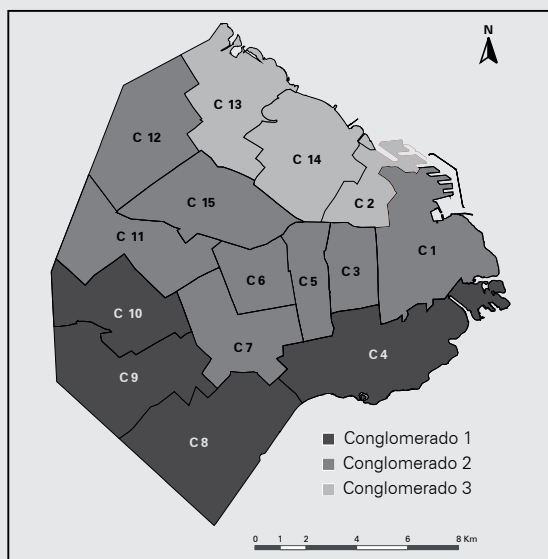 N
C 13
C 12
C 14
C 15
C 2
C 11
C 1
C 6
C 5
C 3
C 10
C 7
C 4
C 9
C 8
Conglomerado 1
Conglomerado 2
Conglomerado 3
0 1 2 4 6 8 Km